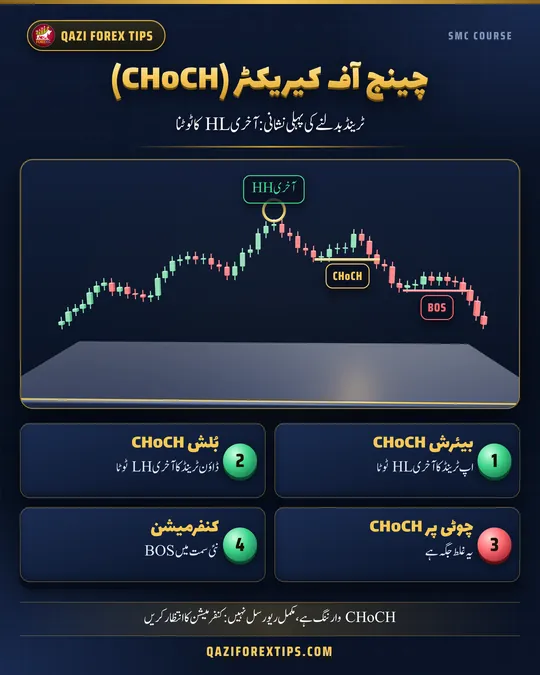 QAZI FOREX TIPS
SMC COURSE
چینج آف کیریکٹر (CHoCH)
ٹرینڈ بدلنے کی پہلی نشانی: آخری HL کا ٹوٹنا
آخری HH
CHoCH
BOS
بیئرش CHoCH
1
اپ ٹرینڈ کا آخری HL ٹوٹا
بُلش CHoCH
2
ڈاؤن ٹرینڈ کا آخری LH ٹوٹا
چوٹی پر CHoCH
3
یہ غلط جگہ ہے
کنفرمیشن
4
نئی سمت میں BOS
CHoCH وارننگ ہے، مکمل ریورسل نہیں: کنفرمیشن کا انتظار کریں
QAZIFOREXTIPS.COM